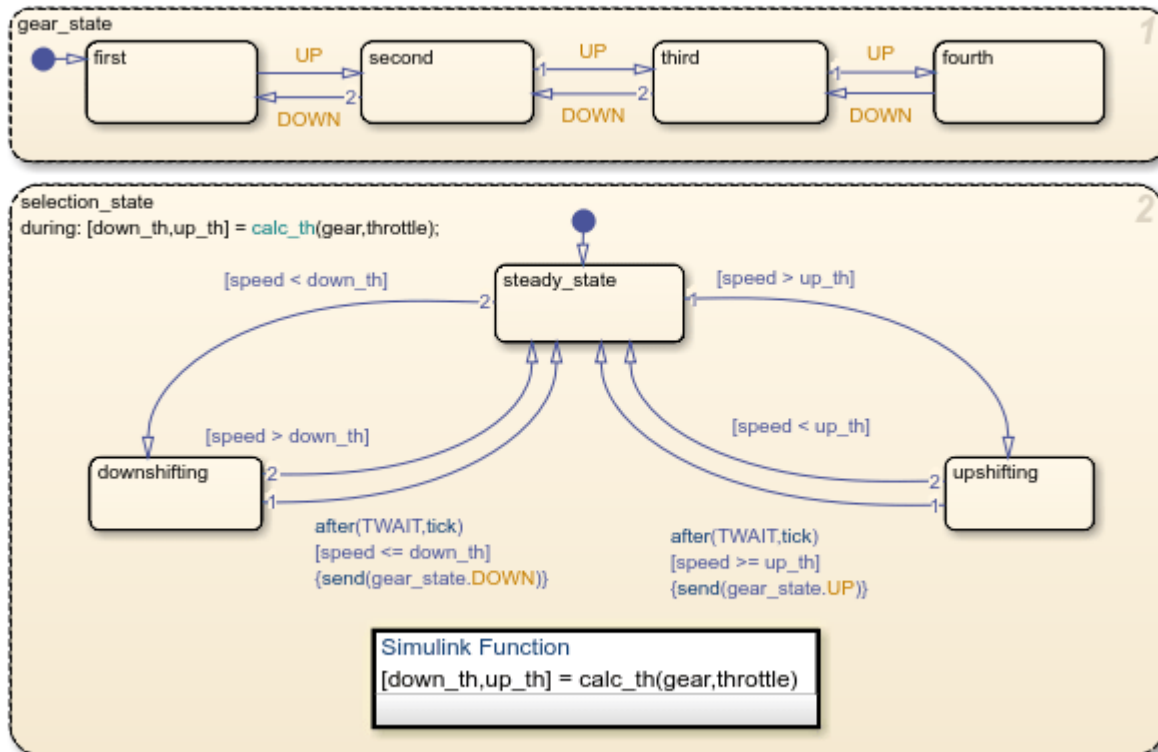 gear_state
1
first
UP
second
1
UP
third
1
UP
fourth
2
DOWN
2
DOWN
DOWN
selection_state
2
during: [down_th,up_th] = calc_th(gear,throttle);
[speed < down_th]
2
steady_state
1
[speed > up_th]
[speed > down_th]
[speed < up_th]
downshifting
2
1
2
1
upshifting
after(TWAIT,tick)
[speed <= down_th]
{send(gear_state.DOWN)}
after(TWAIT,tick)
[speed >= up_th]
{send(gear_state.UP)}
Simulink Function
[down_th,up_th] = calc_th(gear,throttle)